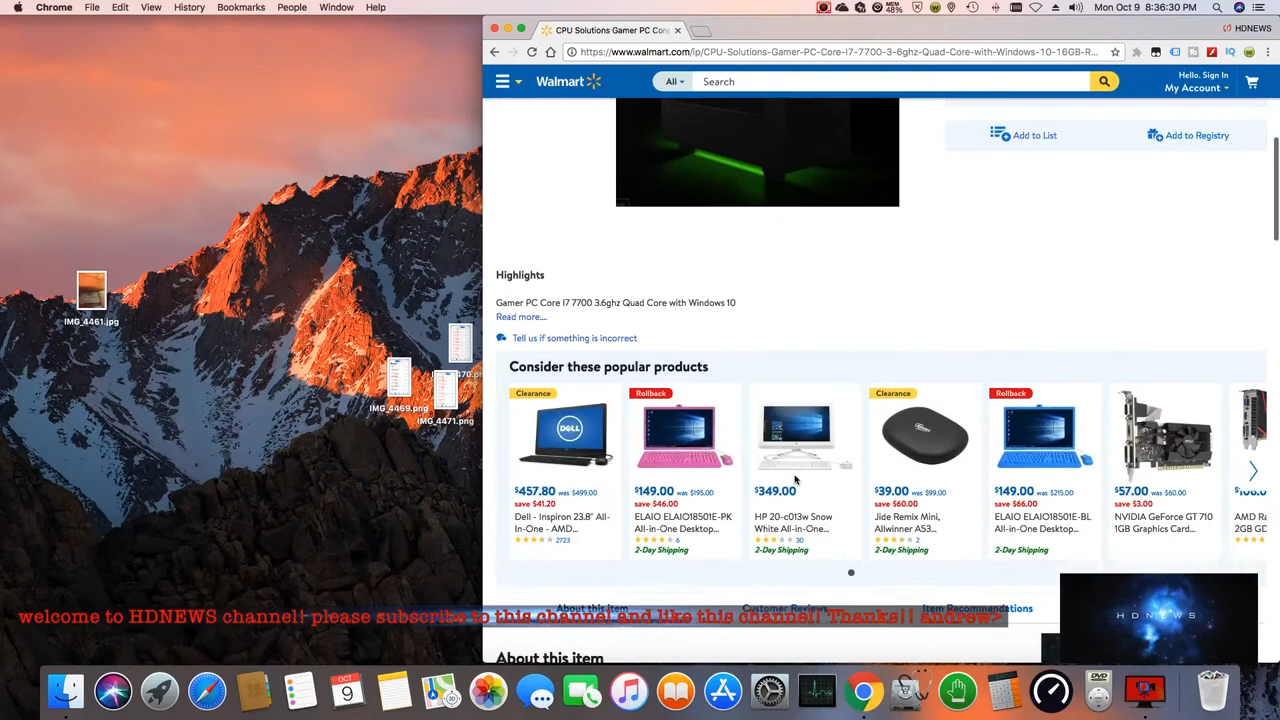 Chrome File Edit View History Bookmarks People Window Help
MEM 48% Mon Oct 9 8:36:30 PM
CPU Solutions Gamer PC Core
HDNEWS
https://www.walmart.com/ip/CPU-Solutions-Gamer-PC-Core-I7-7700-3-6ghz-Quad-Core-with-Windows-10-16GB-R...
Walmart
All
Search
Hello. Sign In
My Account
Add to List
Add to Registry
Highlights
Gamer PC Core I7 7700 3.6ghz Quad Core with Windows 10
Read more....
Tell us if something is incorrect
Consider these popular products
Clearance
$457.80 was $499.00
save $41.20
Dell - Inspiron 23.8" All-
In-One - AMD...
2723
Rollback
$149.00 was $195.00
save $46.00
ELAIO ELAIO18501E-PK
All-in-One Desktop...
6
2-Day Shipping
$349.00
HP 20-c013w Snow
White All-in-One...
30
2-Day Shipping
Clearance
$39.00 was $99.00
save $60.00
Jide Remix Mini,
Allwinner A53...
2
2-Day Shipping
Rollback
$149.00 was $215.00
save $66.00
ELAIO ELAIO18501E-BL
All-in-One Desktop...
2-Day Shipping
$57.00 was $60.00
save $3.00
NVIDIA GeForce GT 710
1GB Graphics Card...
AMD Ra
2GB GD
About this item
Customer Reviews
Item Recommendations
About this item
IMG_4461.jpg
IMG_4469.png
IMG_4471.png
welcome to HDNEWS channel!-please subscribe to this channel and like this channel! Thanks!! andrew>
HDNEWS
DELL
OCT
9